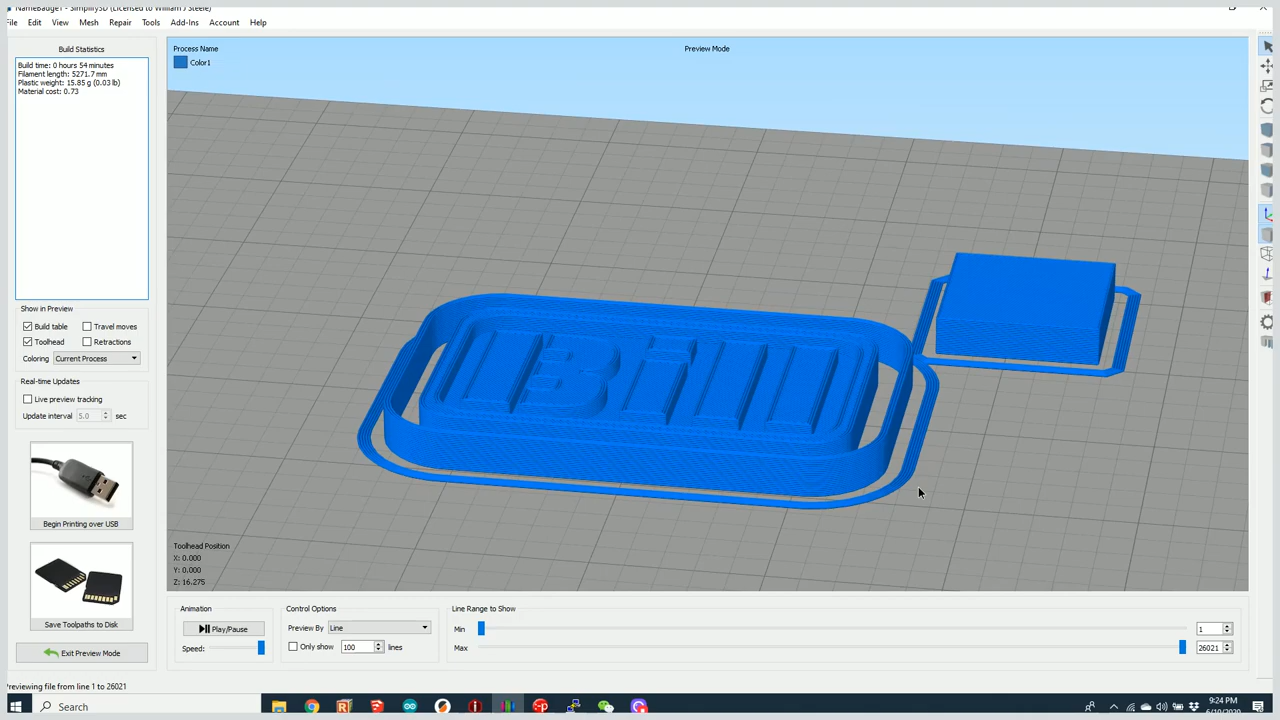 NameBadge1 - Simplify3D (Licensed to William J Steele)
File Edit View Mesh Repair Tools Add-Ins Account Help
Build Statistics
Build time: 0 hours 54 minutes
Filament length: 5271.7 mm
Plastic weight: 15.85 g (0.03 lb)
Material cost: 0.73
Show in Preview
Build table Travel moves
Toolhead Retractions
Coloring Current Process
Real-time Updates
Live preview tracking
Update interval 5.0 sec
Begin Printing over USB
Save Toolpaths to Disk
Exit Preview Mode
Process Name
Color1
Preview Mode
Bill
Toolhead Position
X: 0.000
Y: 0.000
Z: 16.275
Animation
Play/Pause
Speed:
Control Options
Preview By Line
Only show 100 lines
Line Range to Show
Min 1
Max 26021
Previewing file from line 1 to 26021
Search
9:24 PM
6/10/2020